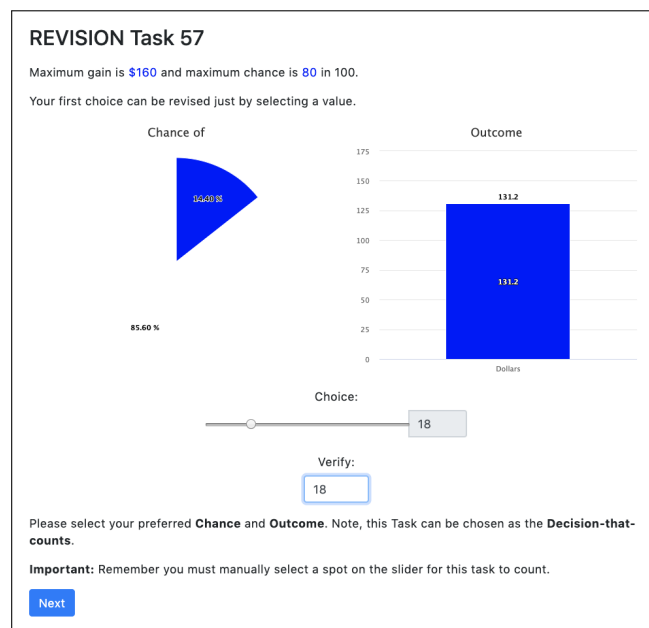 REVISION Task 57
Maximum gain is $160 and maximum chance is 80 in 100.
Your first choice can be revised just by selecting a value.
Chance of
14.40 %
85.60 %
Outcome
175
150
125
100
75
50
25
0
131.2
131.2
Dollars
Choice:
18
Verify:
18
Please select your preferred Chance and Outcome. Note, this Task can be chosen as the Decision-that-
counts.
Important: Remember you must manually select a spot on the slider for this task to count.
Next